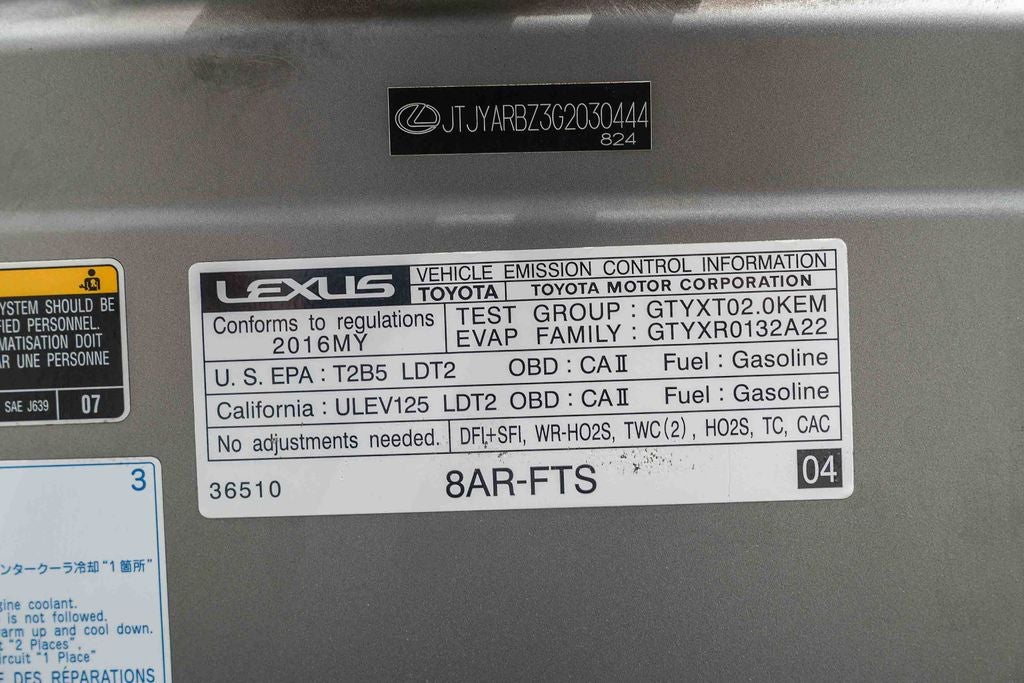 JTJYARBZ3G2030444
824
LEXUS
VEHICLE EMISSION CONTROL INFORMATION
TOYOTA TOYOTA MOTOR CORPORATION
Conforms to regulations
2016MY
TEST GROUP : GTYXT02.0KEM
EVAP FAMILY : GTYXR0132A22
U. S. EPA : T2B5 LDT2 OBD : CAⅡ Fuel : Gasoline
California : ULEV125 LDT2 OBD : CAⅡ Fuel : Gasoline
No adjustments needed. DFI+SFI, WR-HO2S, TWC(2), HO2S, TC, CAC
36510 8AR-FTS 04
YSTEM SHOULD BE
FIED PERSONNEL.
MATISATION DOIT
AR UNE PERSONNE
SAE J639 07
3
ンタークーラ冷却"1箇所"
gine coolant.
is not followed.
arm up and cool down.
t "2 Places",
ircuit "1 Place"
E DES RÉPARATIONS